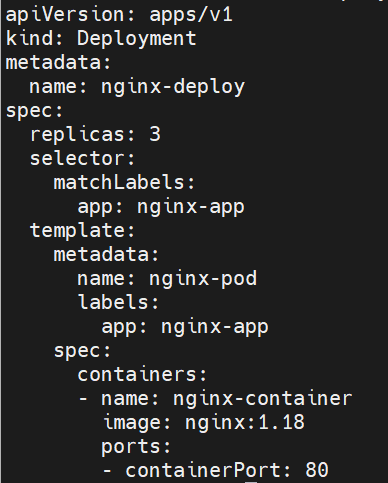 apiVersion: apps/v1
kind: Deployment
metadata:
  name: nginx-deploy
spec:
  replicas: 3
  selector:
    matchLabels:
      app: nginx-app
  template:
    metadata:
      name: nginx-pod
      labels:
        app: nginx-app
    spec:
      containers:
      - name: nginx-container
        image: nginx:1.18
        ports:
        - containerPort: 80